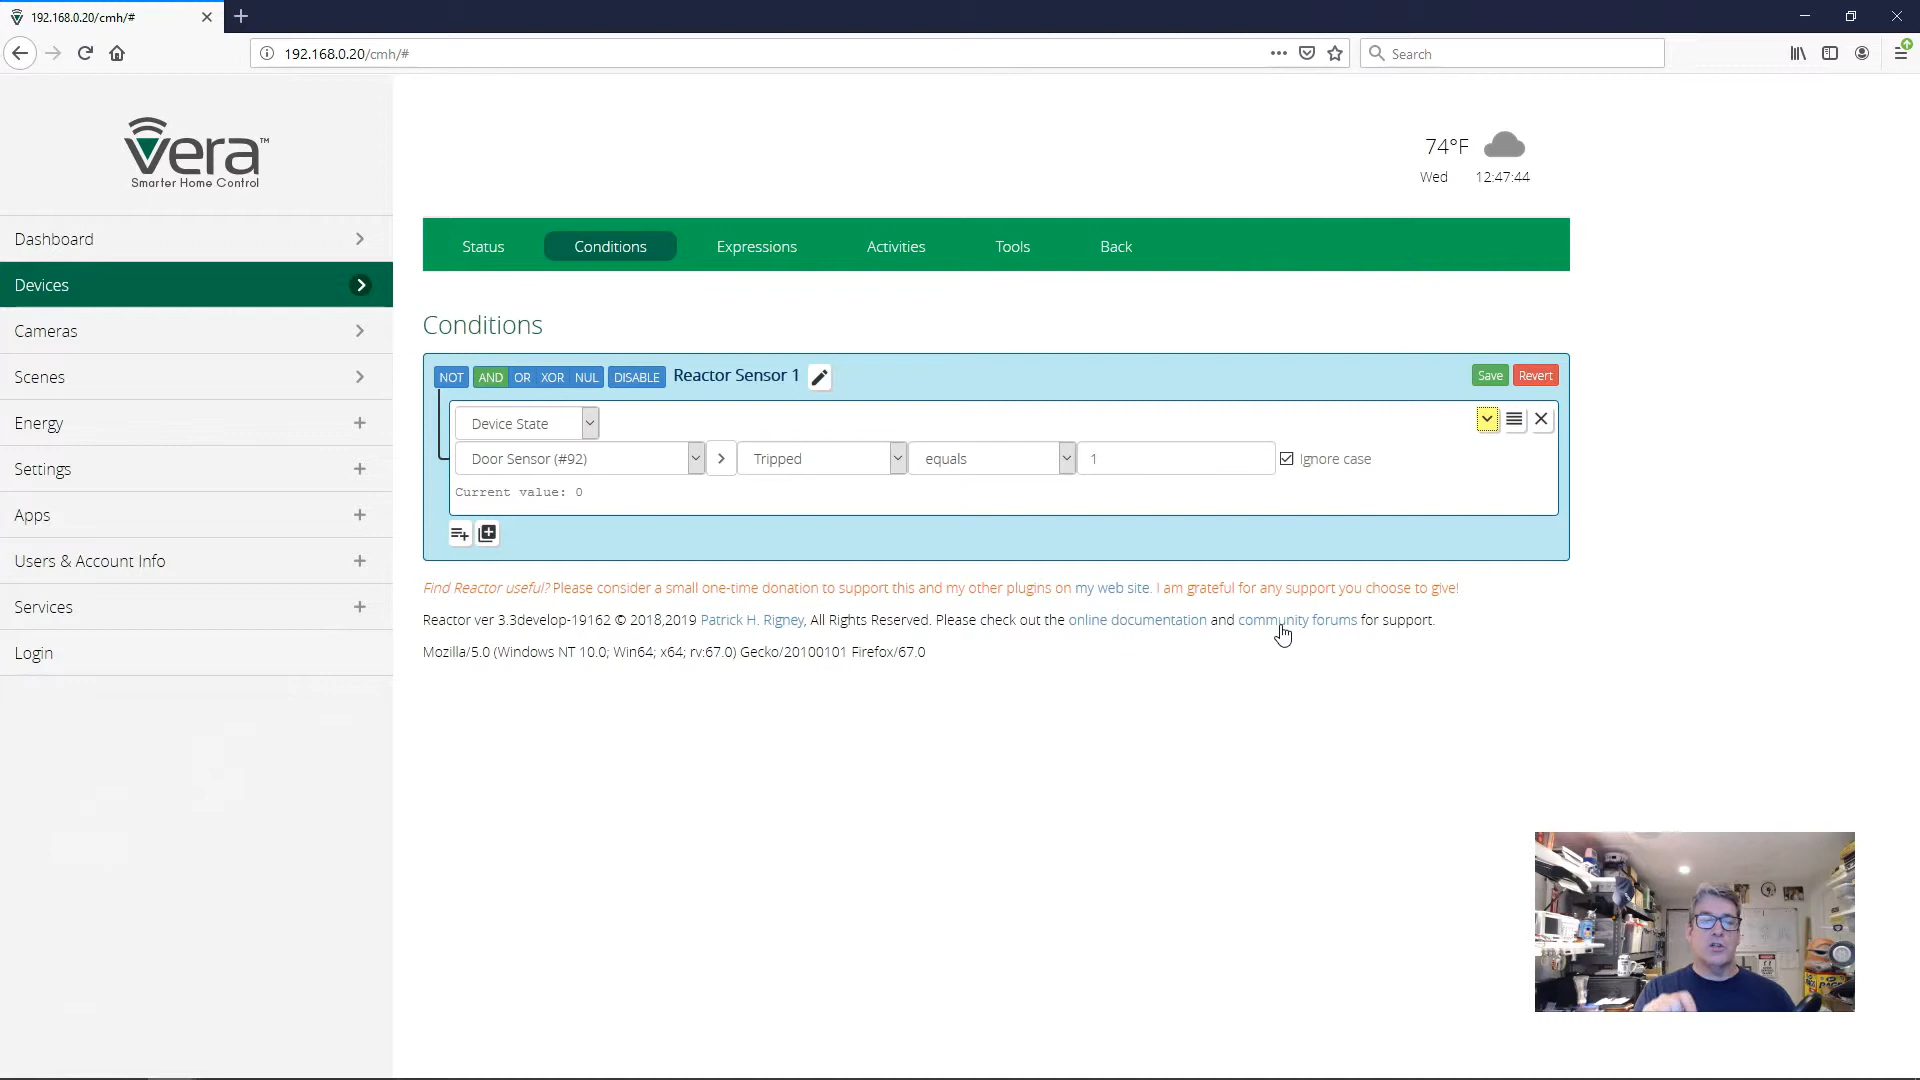 192.168.0.20/cmh/#
192.168.0.20/cmh/#
Search
vera™
Smarter Home Control
Dashboard
Devices
Cameras
Scenes
Energy
Settings
Apps
Users & Account Info
Services
Login
74°F
Wed 12:47:44
Status Conditions Expressions Activities Tools Back
Conditions
NOT AND OR XOR NUL DISABLE Reactor Sensor 1 Save Revert
Device State
Door Sensor (#92) Tripped equals 1 Ignore case
Current value: 0
Find Reactor useful? Please consider a small one-time donation to support this and my other plugins on my web site. I am grateful for any support you choose to give!
Reactor ver 3.3develop-19162 © 2018,2019 Patrick H. Rigney, All Rights Reserved. Please check out the online documentation and community forums for support.
Mozilla/5.0 (Windows NT 10.0; Win64; x64; rv:67.0) Gecko/20100101 Firefox/67.0